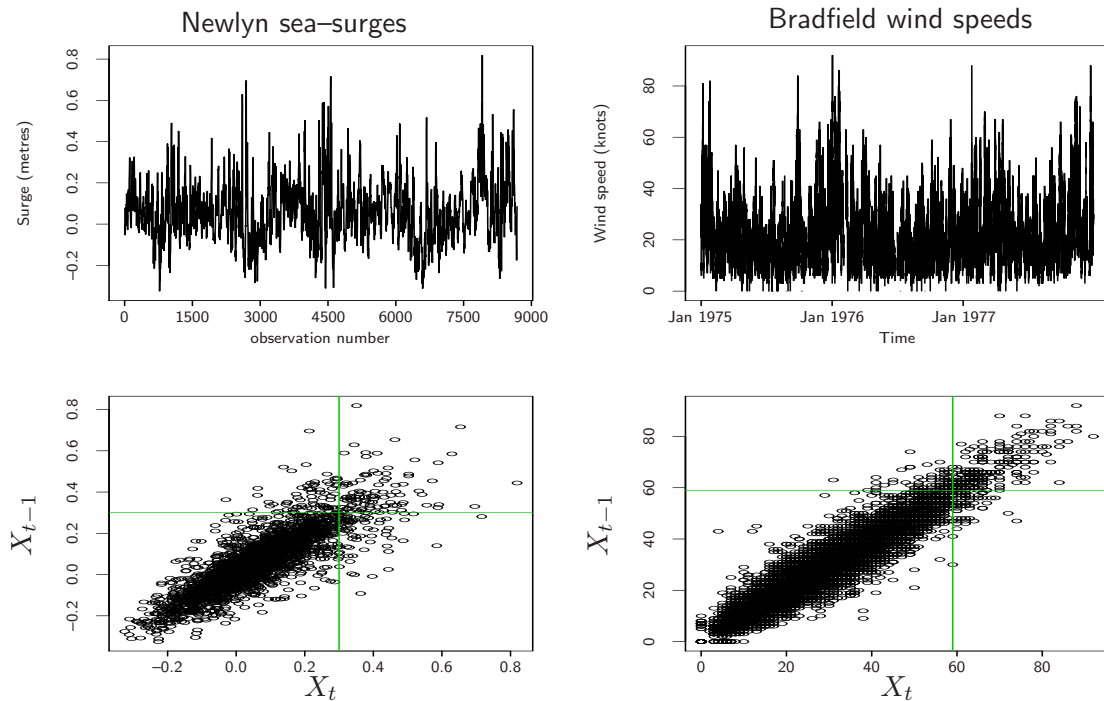 Newlyn sea–surges
Bradfield wind speeds
Surge (metres)
0.8
0.6
0.4
0.2
0.0
−0.2
0 1500 3000 4500 6000 7500 9000
observation number
Wind speed (knots)
80
60
40
20
0
Jan 1975 Jan 1976 Jan 1977
Time
X_{t−1}
0.8
0.6
0.4
0.2
0.0
−0.2
−0.2 0.0 0.2 0.4 0.6 0.8
X_t
X_{t−1}
80
60
40
20
0
0 20 40 60 80
X_t